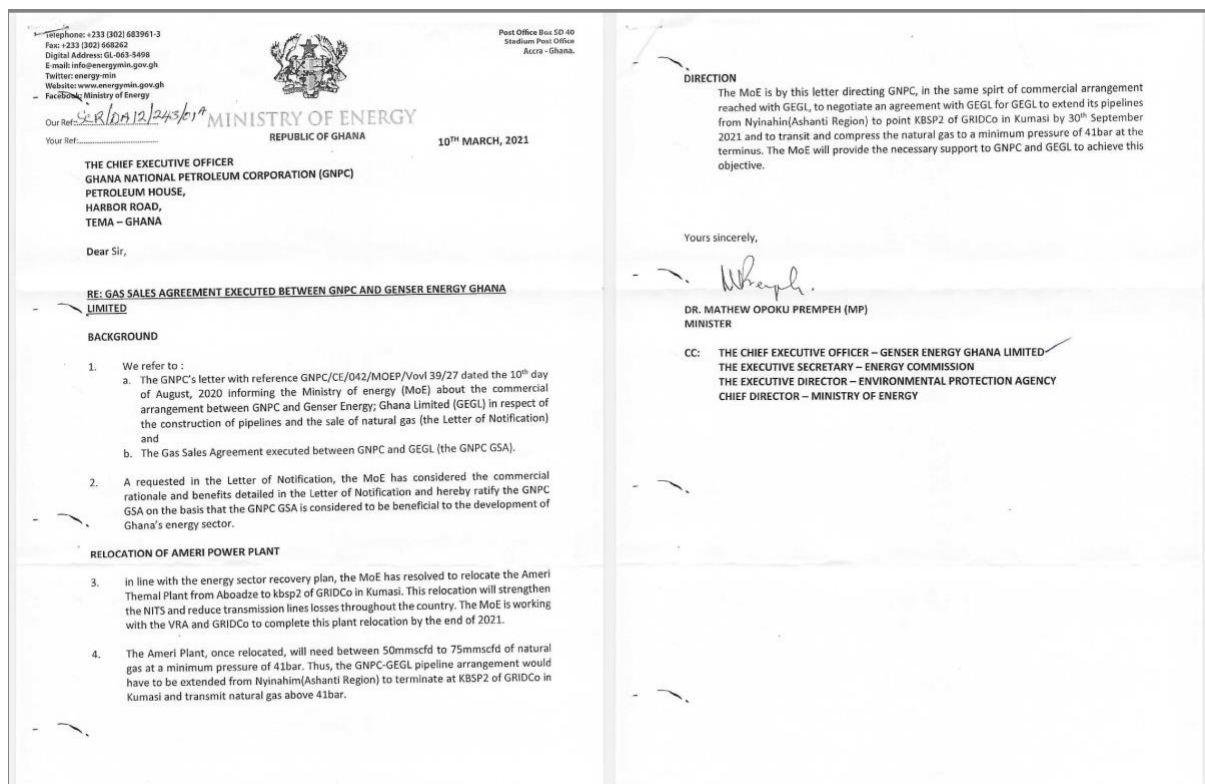 Telephone: +233 (302) 683961-3
Fax: +233 (302) 668262
Digital Address: GL-063-5498
E-mail: info@energymin.gov.gh
Twitter: energy-min
Website: www.energymin.gov.gh
Facebook: Ministry of Energy
Post Office Box SD 40
Stadium Post Office
Accra - Ghana.
Our Ref: SCR/DA12/243/01A
Your Ref:
MINISTRY OF ENERGY
REPUBLIC OF GHANA
10TH MARCH, 2021
THE CHIEF EXECUTIVE OFFICER
GHANA NATIONAL PETROLEUM CORPORATION (GNPC)
PETROLEUM HOUSE,
HARBOR ROAD,
TEMA – GHANA
Dear Sir,
RE: GAS SALES AGREEMENT EXECUTED BETWEEN GNPC AND GENSER ENERGY GHANA
LIMITED
BACKGROUND
1. We refer to :
a. The GNPC's letter with reference GNPC/CE/042/MOEP/Vovl 39/27 dated the 10th day
of August, 2020 informing the Ministry of energy (MoE) about the commercial
arrangement between GNPC and Genser Energy; Ghana Limited (GEGL) in respect of
the construction of pipelines and the sale of natural gas (the Letter of Notification)
and
b. The Gas Sales Agreement executed between GNPC and GEGL (the GNPC GSA).
2. A requested in the Letter of Notification, the MoE has considered the commercial
rationale and benefits detailed in the Letter of Notification and hereby ratify the GNPC
GSA on the basis that the GNPC GSA is considered to be beneficial to the development of
Ghana's energy sector.
RELOCATION OF AMERI POWER PLANT
3. in line with the energy sector recovery plan, the MoE has resolved to relocate the Ameri
Themal Plant from Aboadze to kbsp2 of GRIDCo in Kumasi. This relocation will strengthen
the NITS and reduce transmission lines losses throughout the country. The MoE is working
with the VRA and GRIDCo to complete this plant relocation by the end of 2021.
4. The Ameri Plant, once relocated, will need between 50mmscfd to 75mmscfd of natural
gas at a minimum pressure of 41bar. Thus, the GNPC-GEGL pipeline arrangement would
have to be extended from Nyinahim(Ashanti Region) to terminate at KBSP2 of GRIDCo in
Kumasi and transmit natural gas above 41bar.
DIRECTION
The MoE is by this letter directing GNPC, in the same spirt of commercial arrangement
reached with GEGL, to negotiate an agreement with GEGL for GEGL to extend its pipelines
from Nyinahin(Ashanti Region) to point KBSP2 of GRIDCo in Kumasi by 30th September
2021 and to transit and compress the natural gas to a minimum pressure of 41bar at the
terminus. The MoE will provide the necessary support to GNPC and GEGL to achieve this
objective.
Yours sincerely,
DR. MATHEW OPOKU PREMPEH (MP)
MINISTER
CC: THE CHIEF EXECUTIVE OFFICER – GENSER ENERGY GHANA LIMITED
THE EXECUTIVE SECRETARY – ENERGY COMMISSION
THE EXECUTIVE DIRECTOR – ENVIRONMENTAL PROTECTION AGENCY
CHIEF DIRECTOR – MINISTRY OF ENERGY